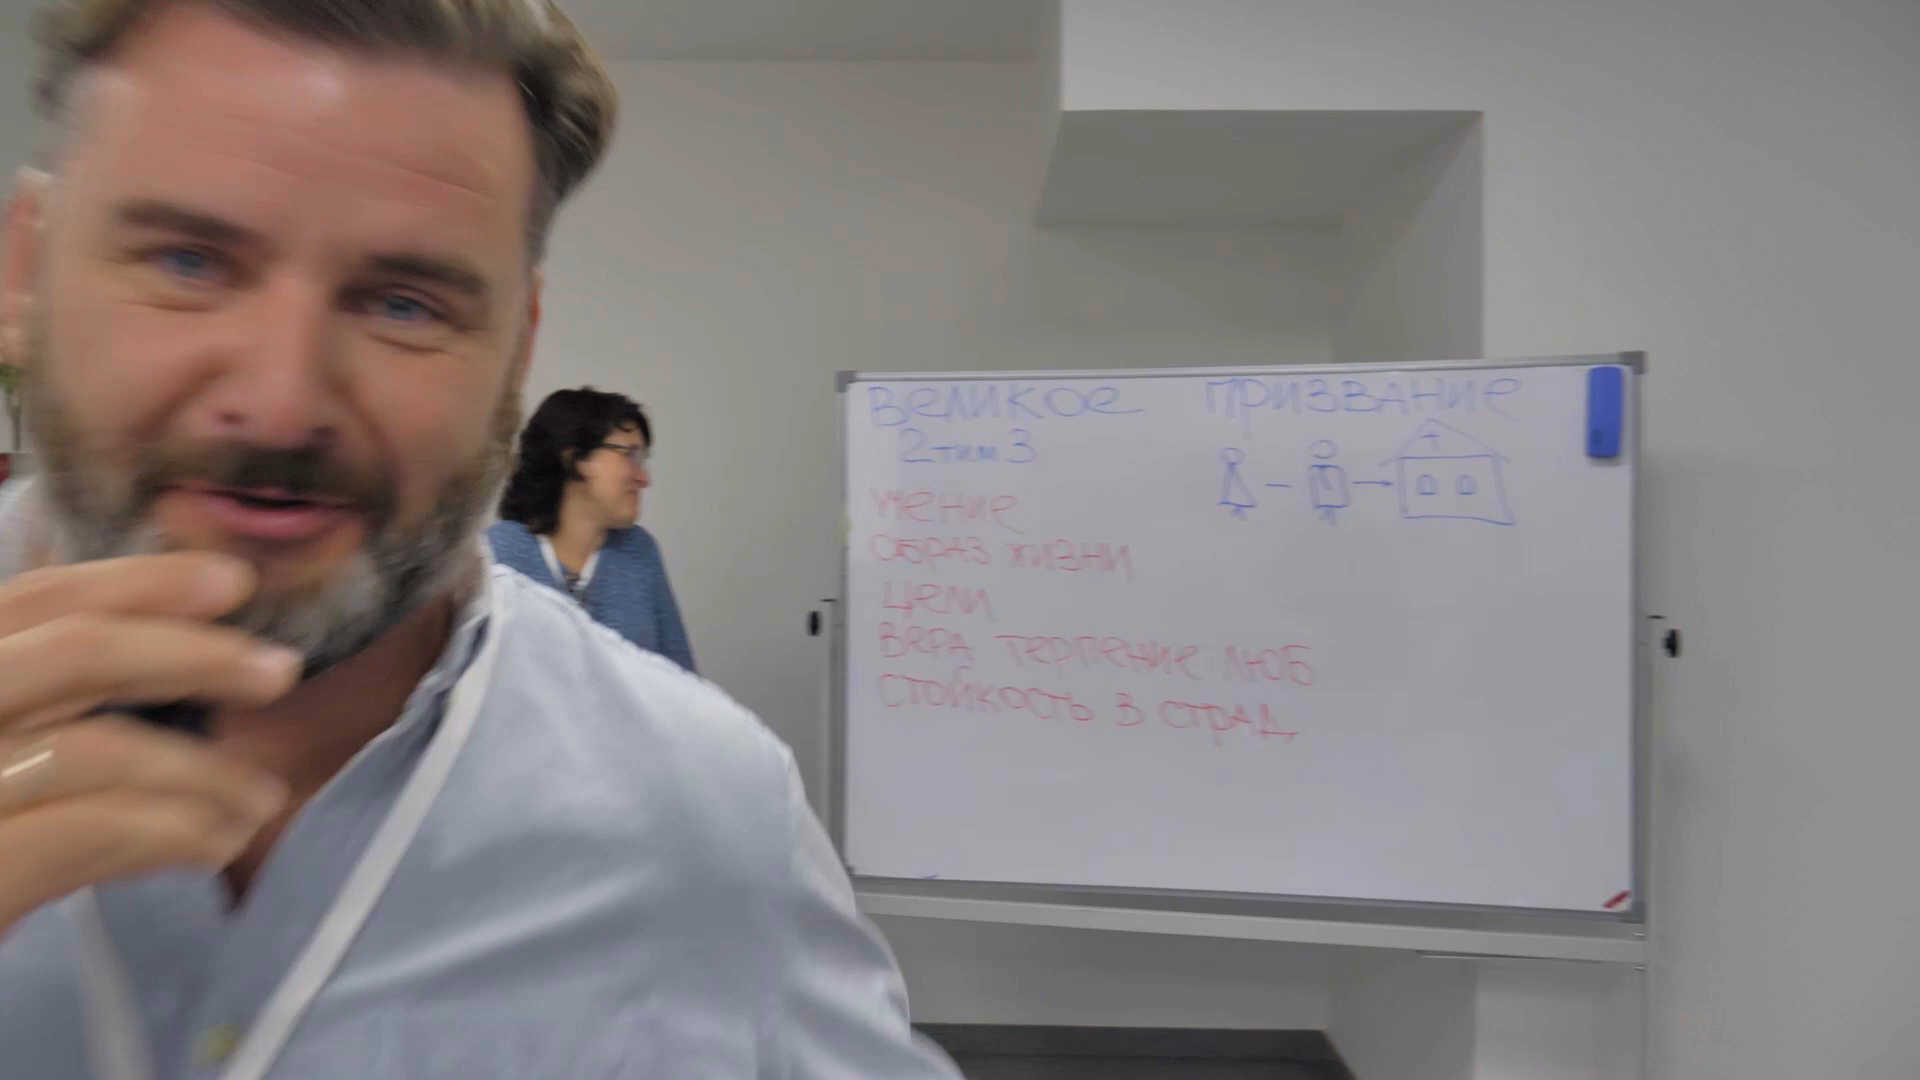 Великое призвание
2 тим 3
учение
образ жизни
цели
вера терпение люб
стойкость в страд